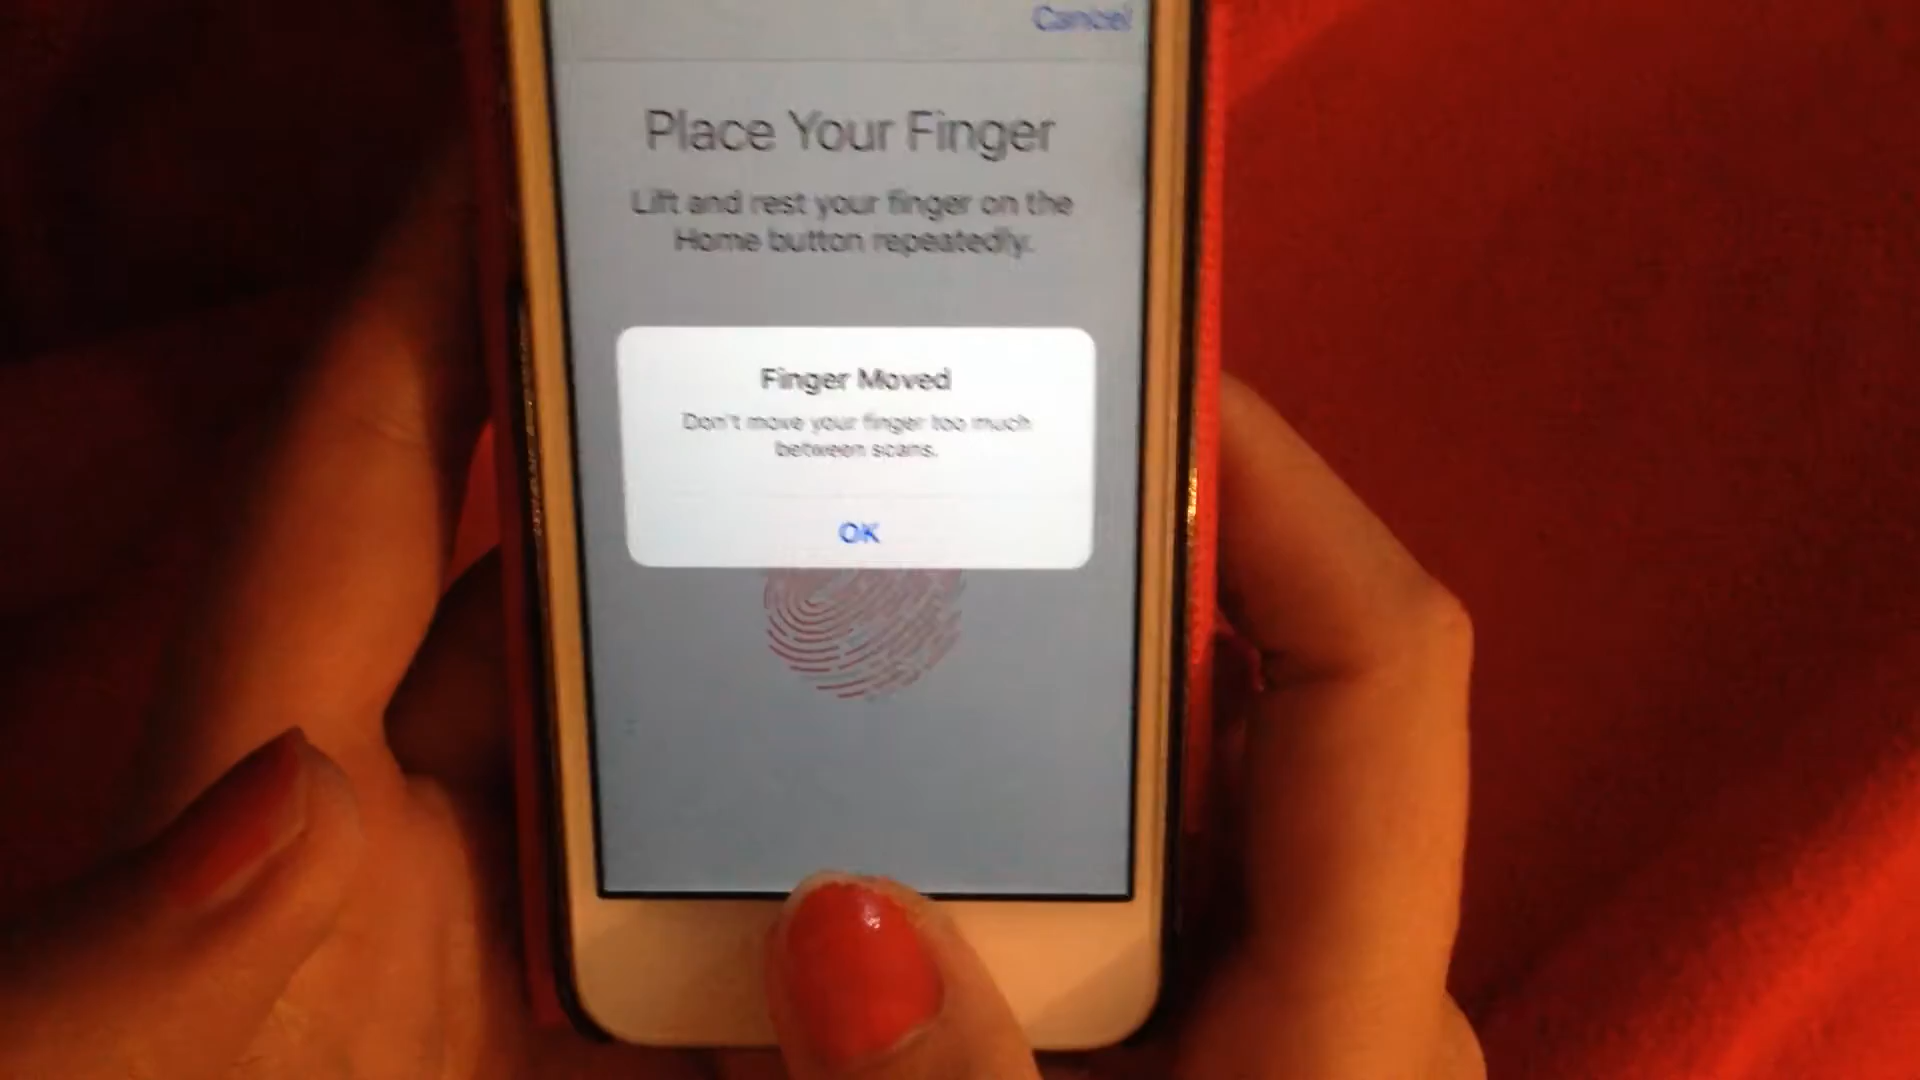 Cancel
Place Your Finger
Lift and rest your finger on the
Home button repeatedly.
Finger Moved
Don't move your finger too much
between scans.
OK